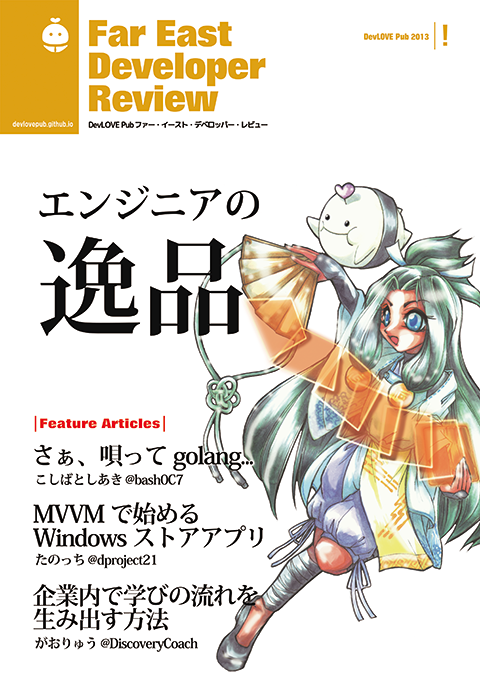 Far East
Developer
Review
DevLOVE Pub 2013
!
devlovepub.github.io
DevLOVE Pub ファー・イースト・デベロッパー・レビュー
エンジニアの
逸品
Feature Articles
さぁ、唄って golang...
こしばとしあき @bash0C7
MVVM で始める
Windows ストアアプリ
たのっち @dproject21
企業内で学びの流れを
生み出す方法
がおりゅう @DiscoveryCoach